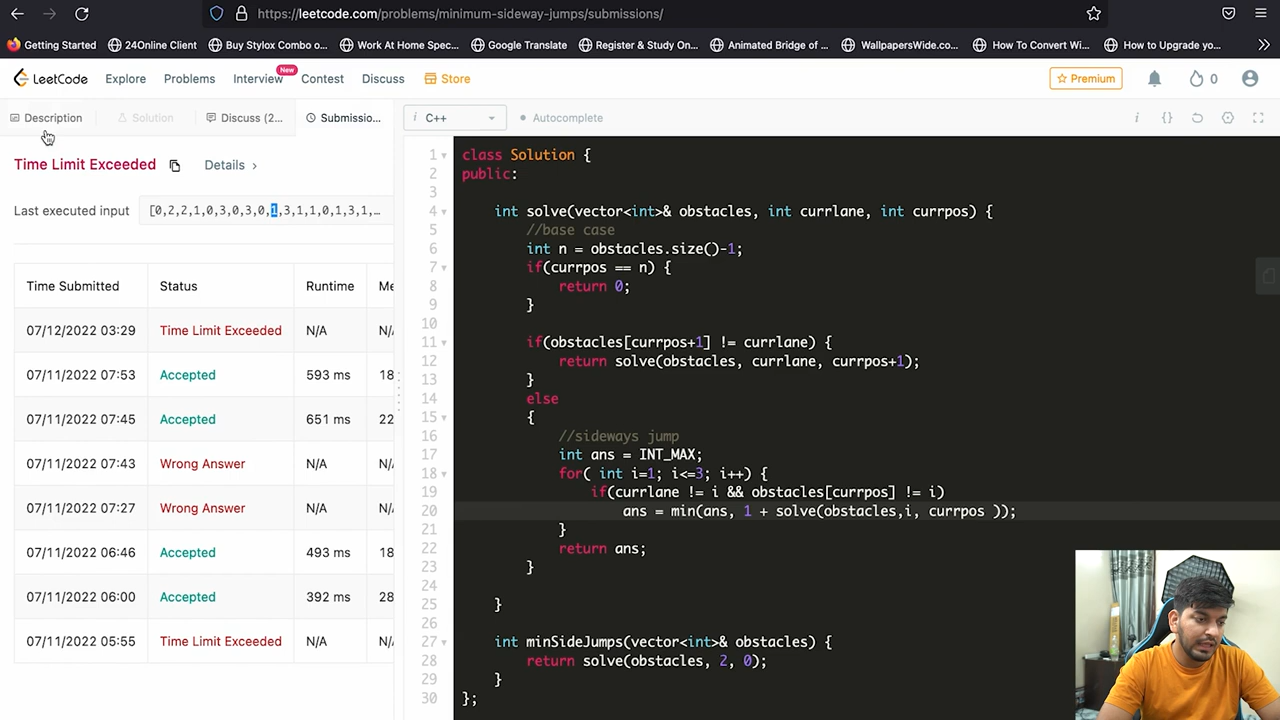 https://leetcode.com/problems/minimum-sideway-jumps/submissions/
Getting Started 24Online Client Buy Stylox Combo o... Work At Home Spec... Google Translate Register & Study On... Animated Bridge of ... WallpapersWide.co... How To Convert Wi... How to Upgrade yo...
LeetCode Explore Problems Interview New Contest Discuss Store Premium 0
Description Solution Discuss (2... Submissio... i C++ Autocomplete i {}
Time Limit Exceeded Details >
Last executed input [0,2,2,1,0,3,0,3,0,1,3,1,1,0,1,3,1,...
Time Submitted Status Runtime Me
07/12/2022 03:29 Time Limit Exceeded N/A N/
07/11/2022 07:53 Accepted 593 ms 18
07/11/2022 07:45 Accepted 651 ms 22
07/11/2022 07:43 Wrong Answer N/A N/
07/11/2022 07:27 Wrong Answer N/A N/
07/11/2022 06:46 Accepted 493 ms 18
07/11/2022 06:00 Accepted 392 ms 28
07/11/2022 05:55 Time Limit Exceeded N/A N/
1 class Solution {
2 public:
3
4 int solve(vector<int>& obstacles, int currlane, int currpos) {
5 //base case
6 int n = obstacles.size()-1;
7 if(currpos == n) {
8 return 0;
9 }
10
11 if(obstacles[currpos+1] != currlane) {
12 return solve(obstacles, currlane, currpos+1);
13 }
14 else
15 {
16 //sideways jump
17 int ans = INT_MAX;
18 for( int i=1; i<=3; i++) {
19 if(currlane != i && obstacles[currpos] != i)
20 ans = min(ans, 1 + solve(obstacles,i, currpos ));
21 }
22 return ans;
23 }
24
25 }
26
27 int minSideJumps(vector<int>& obstacles) {
28 return solve(obstacles, 2, 0);
29 }
30 };